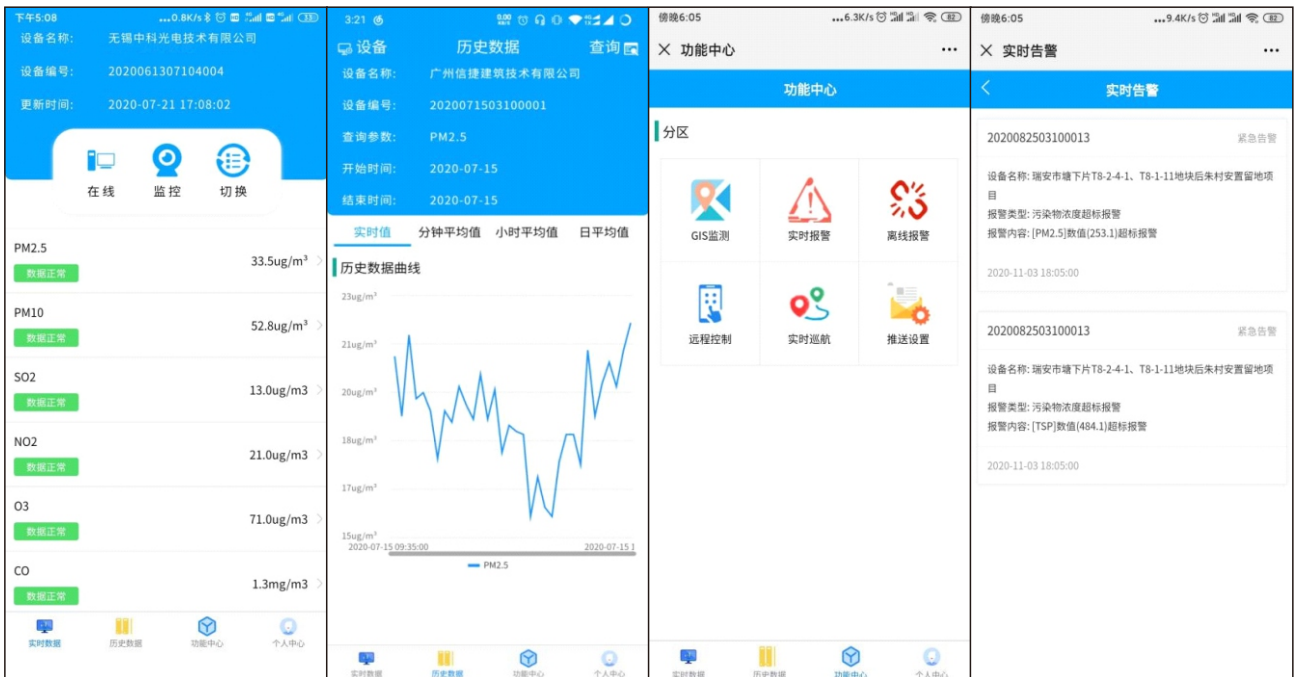 下午5:08
...0.8K/s
设备名称: 无锡中科光电技术有限公司
设备编号: 2020061307104004
更新时间: 2020-07-21 17:08:02
在线 监控 切换
PM2.5
数据正常
33.5ug/m³
PM10
数据正常
52.8ug/m³
SO2
数据正常
13.0ug/m3
NO2
数据正常
21.0ug/m3
O3
数据正常
71.0ug/m3
CO
数据正常
1.3mg/m3
实时数据 历史数据 功能中心 个人中心
3:21
设备 历史数据 查询
设备名称: 广州信捷建筑技术有限公司
设备编号: 2020071503100001
查询参数: PM2.5
开始时间: 2020-07-15
结束时间: 2020-07-15
实时值 分钟平均值 小时平均值 日平均值
历史数据曲线
23ug/m³
21ug/m³
20ug/m³
18ug/m³
17ug/m³
15ug/m³
2020-07-15 09:35:00 2020-07-15 1
PM2.5
实时数据 历史数据 功能中心 个人中心
傍晚6:05 ...6.3K/s 82
功能中心
功能中心
分区
GIS监测 实时报警 离线报警
远程控制 实时巡航 推送设置
实时数据 历史数据 功能中心 个人中心
傍晚6:05 ...9.4K/s 82
实时告警
实时告警
2020082503100013 紧急告警
设备名称: 瑞安市塘下片T8-2-4-1、T8-1-11地块后朱村安置留地项
目
报警类型: 污染物浓度超标报警
报警内容: [PM2.5]数值(253.1)超标报警
2020-11-03 18:05:00
2020082503100013 紧急告警
设备名称: 瑞安市塘下片T8-2-4-1、T8-1-11地块后朱村安置留地项
目
报警类型: 污染物浓度超标报警
报警内容: [TSP]数值(484.1)超标报警
2020-11-03 18:05:00